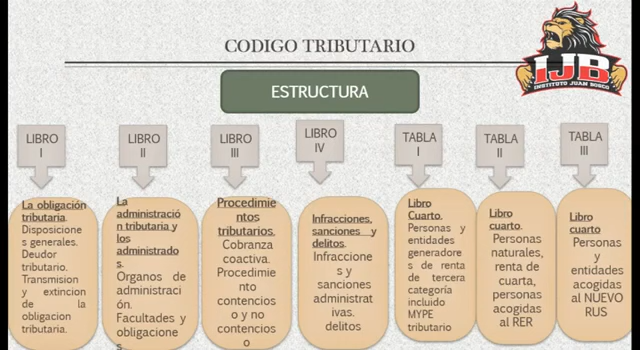 CODIGO TRIBUTARIO
IJB
INSTITUTO JUAN BOSCO
ESTRUCTURA
LIBRO
I
LIBRO
II
LIBRO
III
LIBRO
IV
TABLA
I
TABLA
II
TABLA
III
La obligación
tributaria.
Disposicione
s generales.
Deudor
tributario.
Transmision
y extincion
de la
obligacion
tributaria.
La
administració
n tributaria y
los
administrado
s.
Organos de
administraci
ón.
Facultades y
obligacione
s
Procedimie
ntos
tributarios.
Cobranza
coactiva.
Procedimie
nto
contencios
o y no
contencios
o
Infracciones,
sanciones y
delitos.
Infraccione
s y
sanciones
administrat
ivas.
delitos
Libro
Cuarto.
Personas y
entidades
generadore
s de renta
de tercera
categoría
incluido
MYPE
tributario
Libro
cuarto.
Personas
naturales,
renta de
cuarta,
personas
acogidas
al RER
Libro
cuarto
Personas
y
entidades
acogidas
al NUEVO
RUS